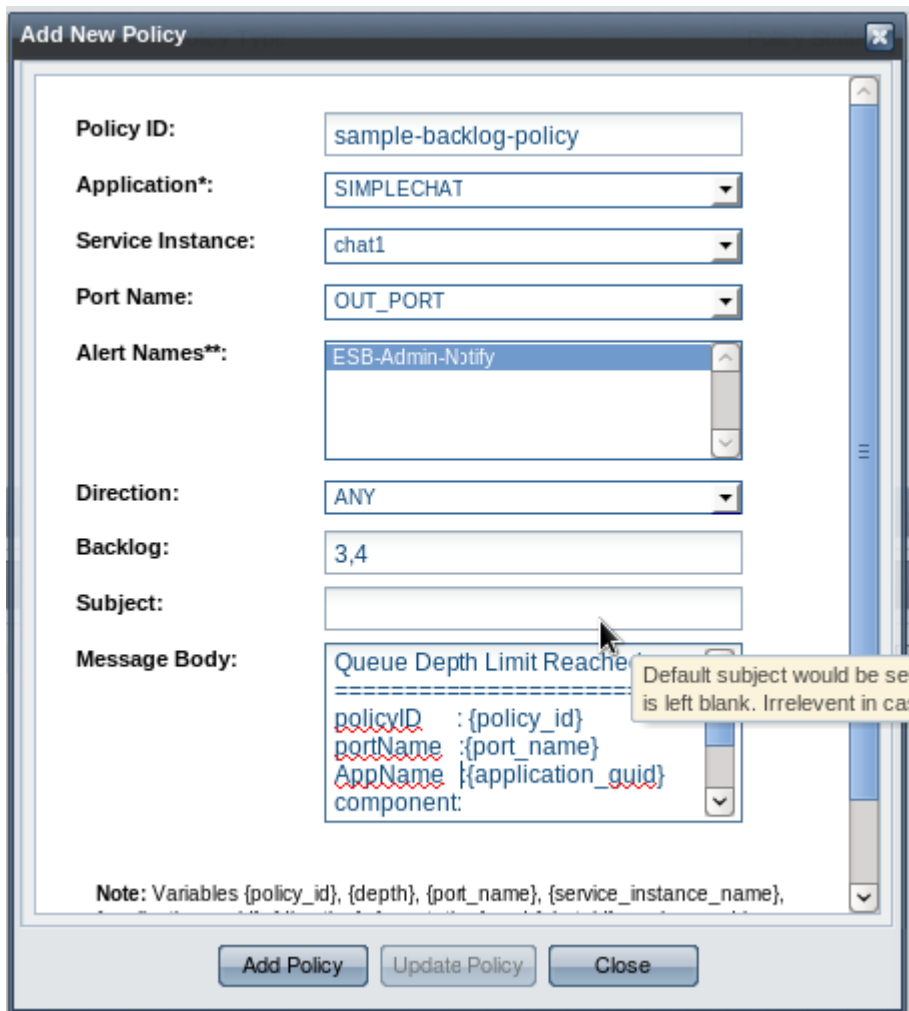 Add New Policy
Policy ID: sample-backlog-policy
Application*: SIMPLECHAT
Service Instance: chat1
Port Name: OUT_PORT
Alert Names**: ESB-Admin-Notify
Direction: ANY
Backlog: 3,4
Subject:
Message Body: Queue Depth Limit Reached
========================
policyID : {policy_id}
portName :{port_name}
AppName :{application_guid}
component:
Default subject would be se
is left blank. Irrelevent in cas
Note: Variables {policy_id}, {depth}, {port_name}, {service_instance_name},
Add Policy Update Policy Close